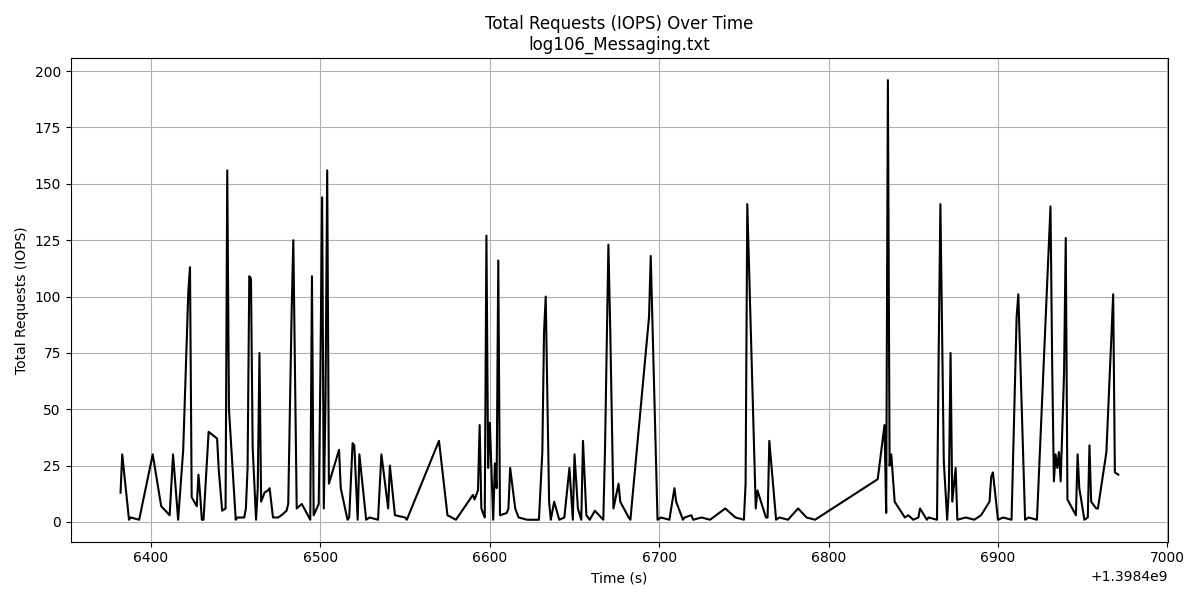 Total Requests (IOPS) Over Time
log106_Messaging.txt
Total Requests (IOPS)
200
175
150
125
100
75
50
25
0
6400 6500 6600 6700 6800 6900 7000
+1.3984e9
Time (s)